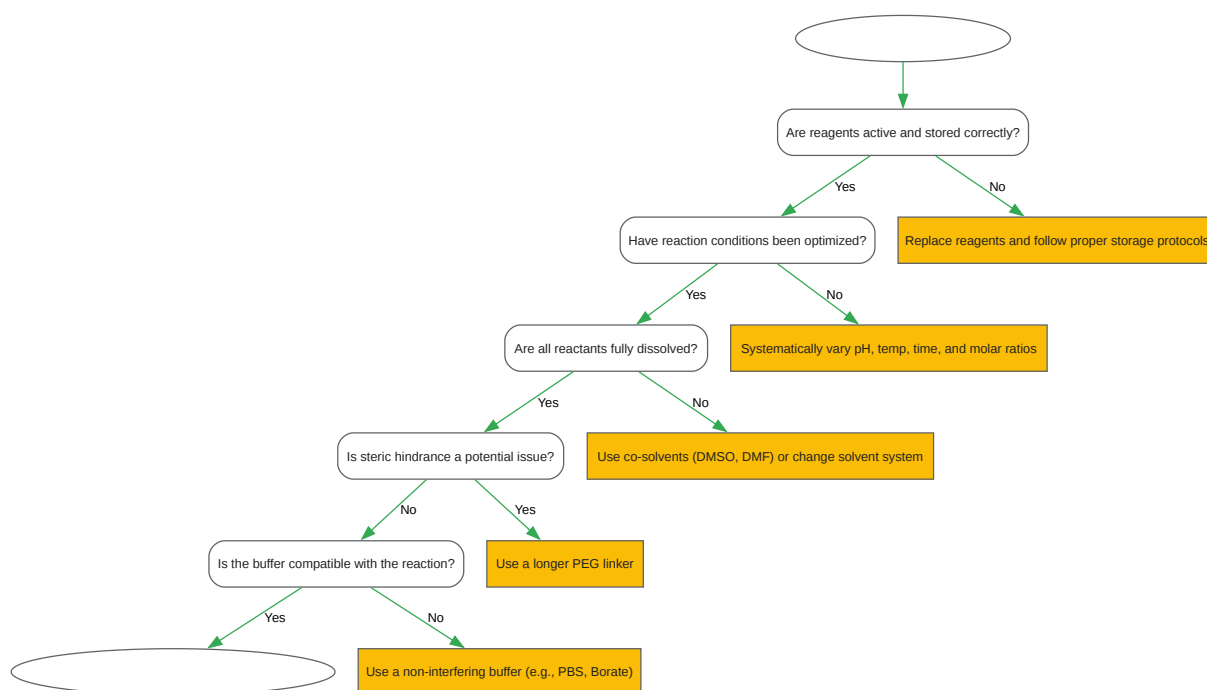 Are reagents active and stored correctly?
Yes
No
Have reaction conditions been optimized?
Replace reagents and follow proper storage protocols
Yes
No
Are all reactants fully dissolved?
Systematically vary pH, temp, time, and molar ratios
Yes
No
Is steric hindrance a potential issue?
Use co-solvents (DMSO, DMF) or change solvent system
No
Yes
Is the buffer compatible with the reaction?
Use a longer PEG linker
Yes
No
Use a non-interfering buffer (e.g., PBS, Borate)